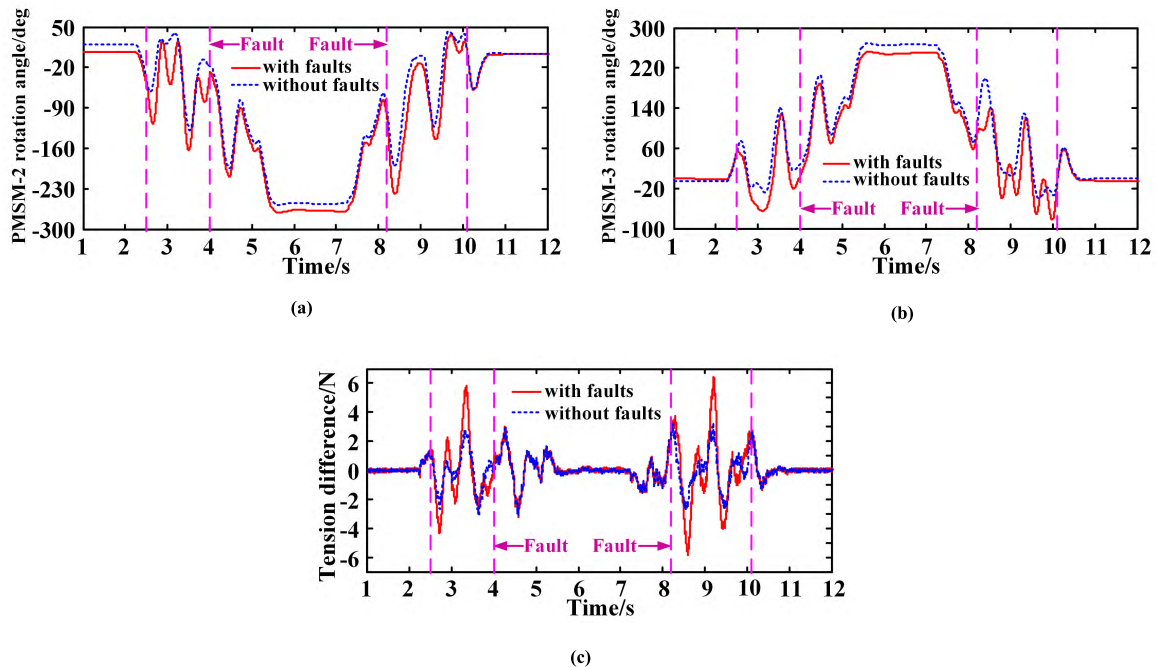 PMSM-2 rotation angle/deg
50
-20
-90
-160
-230
-300
Fault Fault
with faults
without faults
1 2 3 4 5 6 7 8 9 10 11 12
Time/s
(a)
PMSM-3 rotation angle/deg
300
220
140
60
-20
-100
with faults
without faults
Fault Fault
1 2 3 4 5 6 7 8 9 10 11 12
Time/s
(b)
Tension difference/N
6
4
2
0
-2
-4
-6
with faults
without faults
Fault Fault
1 2 3 4 5 6 7 8 9 10 11 12
Time/s
(c)